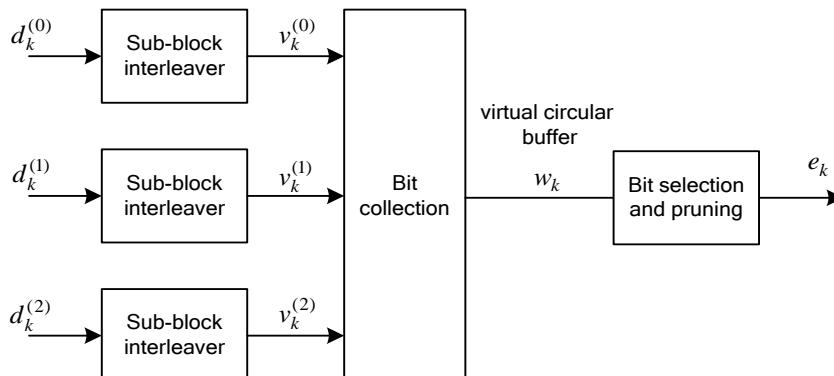 d_k^{(0)}
Sub-block
interleaver
v_k^{(0)}
d_k^{(1)}
Sub-block
interleaver
v_k^{(1)}
d_k^{(2)}
Sub-block
interleaver
v_k^{(2)}
Bit
collection
virtual circular
buffer
w_k
Bit selection
and pruning
e_k